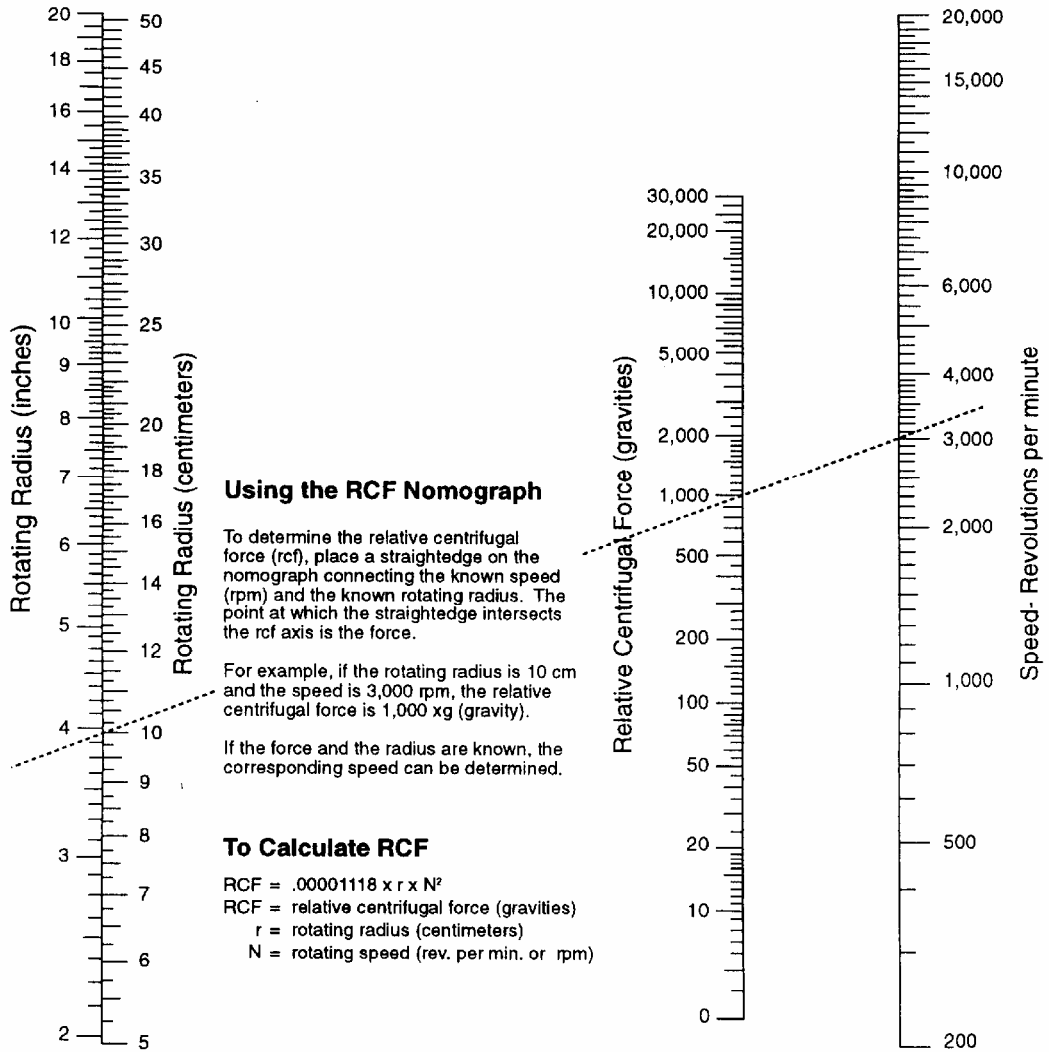 Rotating Radius (inches)
20
18
16
14
12
10
9
8
7
6
5
4
3
2
Rotating Radius (centimeters)
50
45
40
35
30
25
20
18
16
14
12
10
9
8
7
6
5
Using the RCF Nomograph
To determine the relative centrifugal
force (rcf), place a straightedge on the
nomograph connecting the known speed
(rpm) and the known rotating radius. The
point at which the straightedge intersects
the rcf axis is the force.
For example, if the rotating radius is 10 cm
and the speed is 3,000 rpm, the relative
centrifugal force is 1,000 xg (gravity).
If the force and the radius are known, the
corresponding speed can be determined.
To Calculate RCF
RCF = .00001118 x r x N²
RCF = relative centrifugal force (gravities)
r = rotating radius (centimeters)
N = rotating speed (rev. per min. or rpm)
Relative Centrifugal Force (gravities)
30,000
20,000
10,000
5,000
2,000
1,000
500
200
100
50
20
10
0
20,000
15,000
10,000
6,000
4,000
3,000
2,000
1,000
500
200
Speed- Revolutions per minute